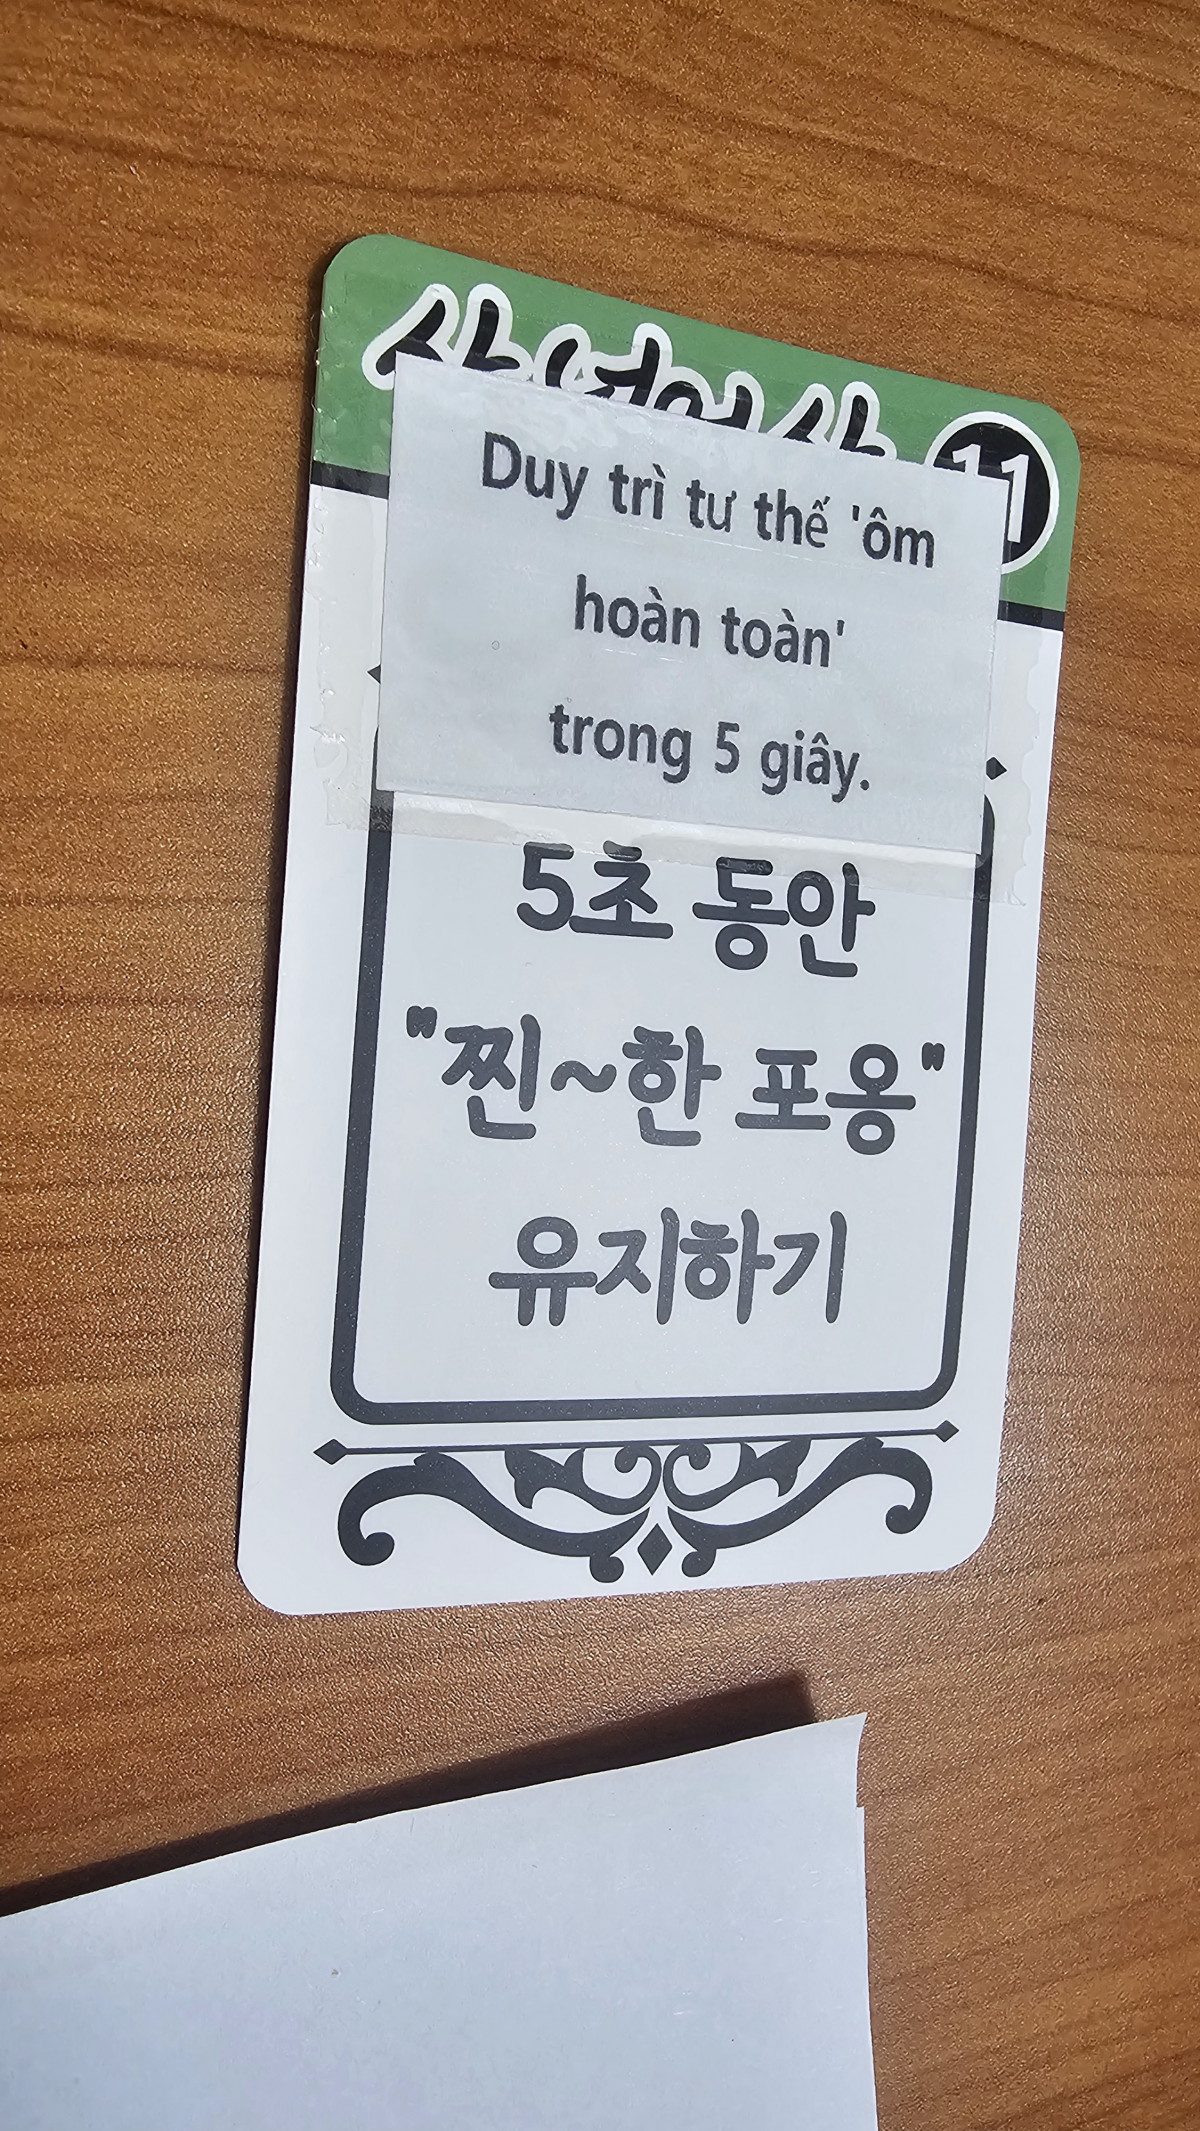 11
Duy trì tư thế 'ôm
hoàn toàn'
trong 5 giây.
5초 동안
"찐~한 포옹"
유지하기